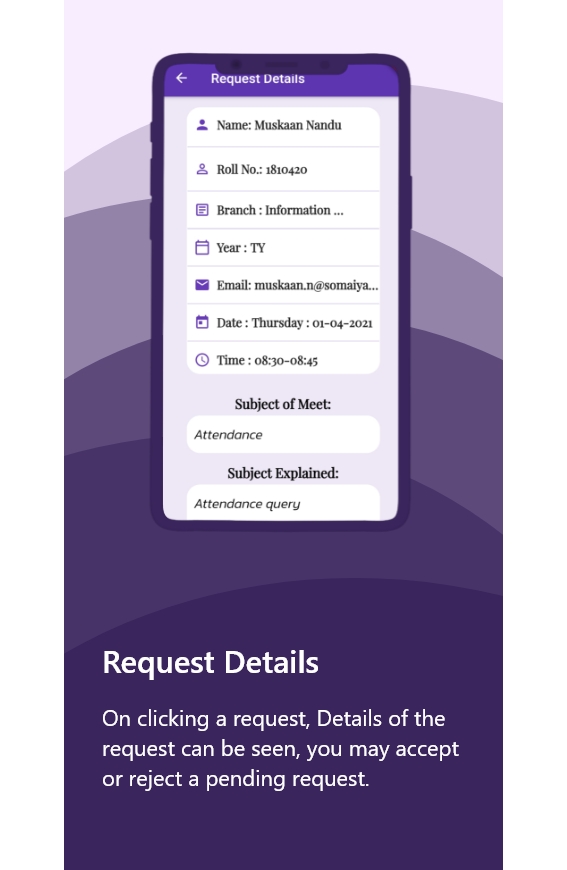 Request Details
Name: Muskaan Nandu
Roll No.: 1810420
Branch : Information ...
Year : TY
Email: muskaan.n@somaiya...
Date : Thursday : 01-04-2021
Time : 08:30-08:45
Subject of Meet:
Attendance
Subject Explained:
Attendance query
Request Details
On clicking a request, Details of the
request can be seen, you may accept
or reject a pending request.